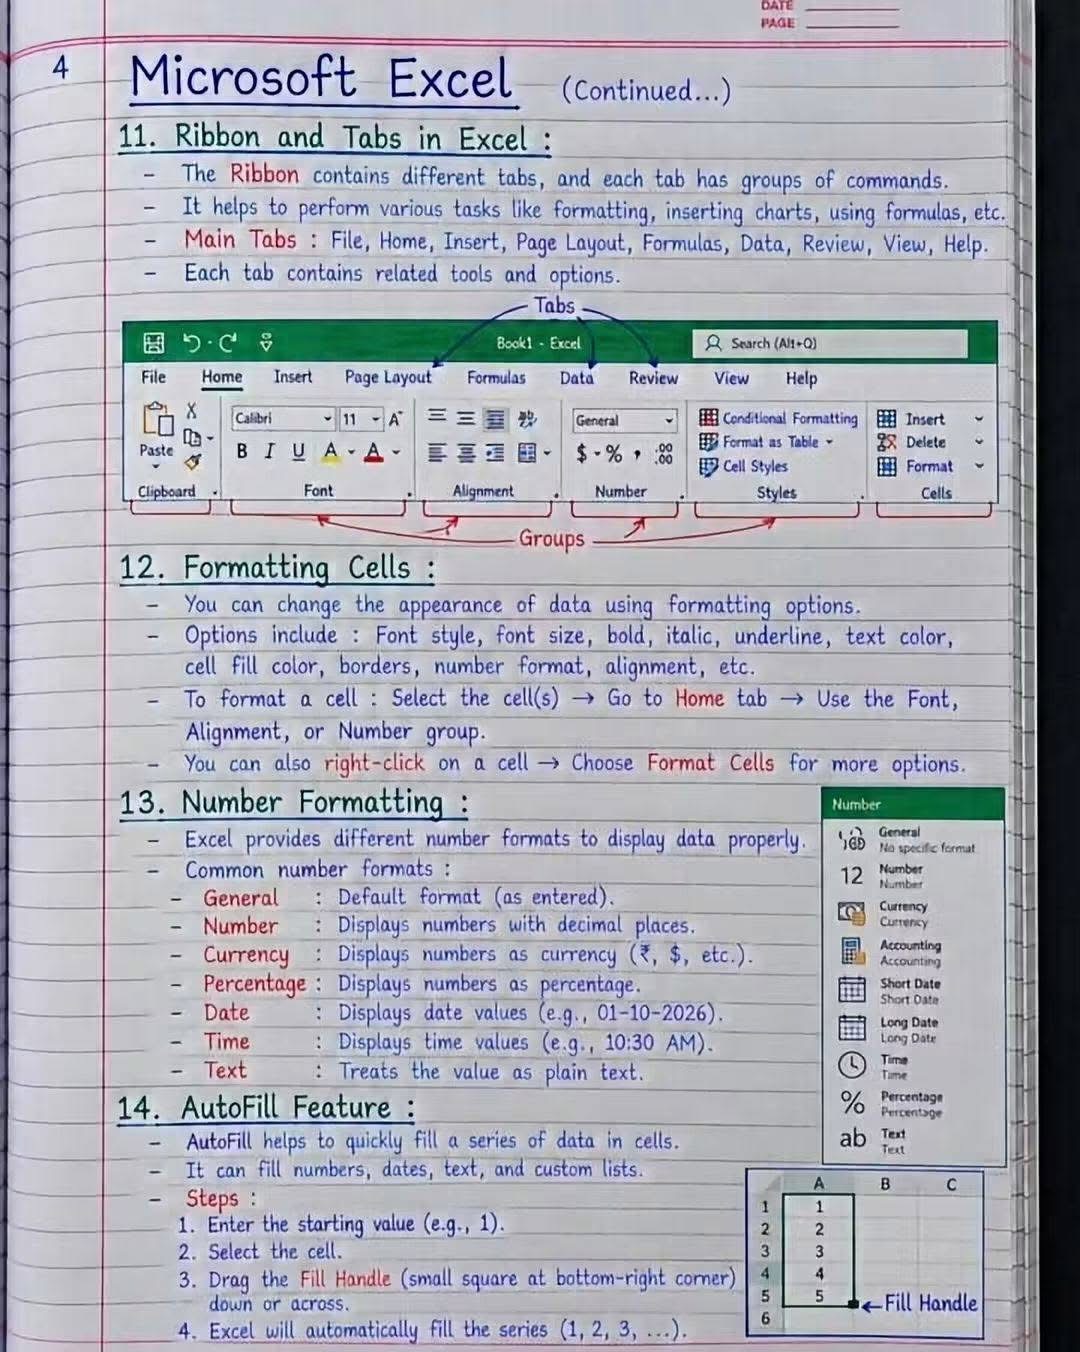 DATE
PAGE
4
Microsoft Excel (Continued...)
11. Ribbon and Tabs in Excel :
- The Ribbon contains different tabs, and each tab has groups of commands.
- It helps to perform various tasks like formatting, inserting charts, using formulas, etc.
- Main Tabs : File, Home, Insert, Page Layout, Formulas, Data, Review, View, Help.
- Each tab contains related tools and options.
Tabs
Book1 - Excel Search (Alt+Q)
File Home Insert Page Layout Formulas Data Review View Help
Calibri 11 A General Conditional Formatting Insert
Paste B I U A A $ % , .00 Format as Table Delete
Cell Styles Format
Clipboard Font Alignment Number Styles Cells
Groups
12. Formatting Cells :
- You can change the appearance of data using formatting options.
- Options include : Font style, font size, bold, italic, underline, text color,
cell fill color, borders, number format, alignment, etc.
- To format a cell : Select the cell(s) → Go to Home tab → Use the Font,
Alignment, or Number group.
- You can also right-click on a cell → Choose Format Cells for more options.
13. Number Formatting :
- Excel provides different number formats to display data properly.
- Common number formats :
- General : Default format (as entered).
- Number : Displays numbers with decimal places.
- Currency : Displays numbers as currency (₹, $, etc.).
- Percentage : Displays numbers as percentage.
- Date : Displays date values (e.g., 01-10-2026).
- Time : Displays time values (e.g., 10:30 AM).
- Text : Treats the value as plain text.
Number
General
No specific format
12 Number
Number
Currency
Currency
Accounting
Accounting
Short Date
Short Date
Long Date
Long Date
Time
Time
% Percentage
Percentage
ab Text
Text
14. AutoFill Feature :
- AutoFill helps to quickly fill a series of data in cells.
- It can fill numbers, dates, text, and custom lists.
- Steps :
1. Enter the starting value (e.g., 1).
2. Select the cell.
3. Drag the Fill Handle (small square at bottom-right corner)
down or across.
4. Excel will automatically fill the series (1, 2, 3, ...).
A B C
1 1
2 2
3 3
4 4
5 5
6
←Fill Handle